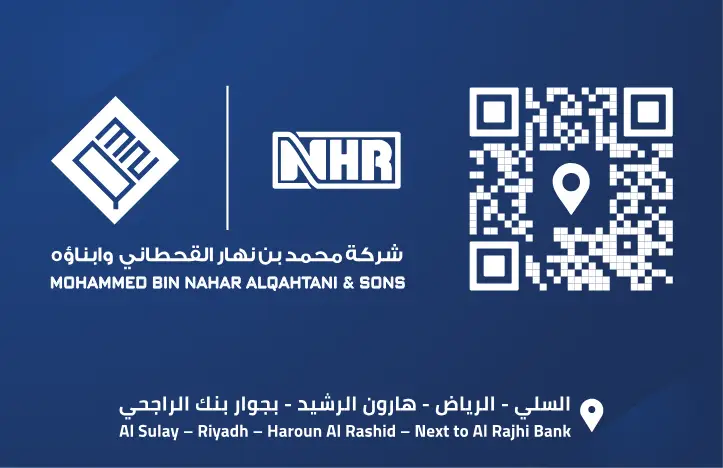 NHR
شركة محمد بن نهار القحطاني وابناؤه
MOHAMMED BIN NAHAR ALQAHTANI & SONS
السلي - الرياض - هارون الرشيد - بجوار بنك الراجحي
Al Sulay – Riyadh – Haroun Al Rashid – Next to Al Rajhi Bank